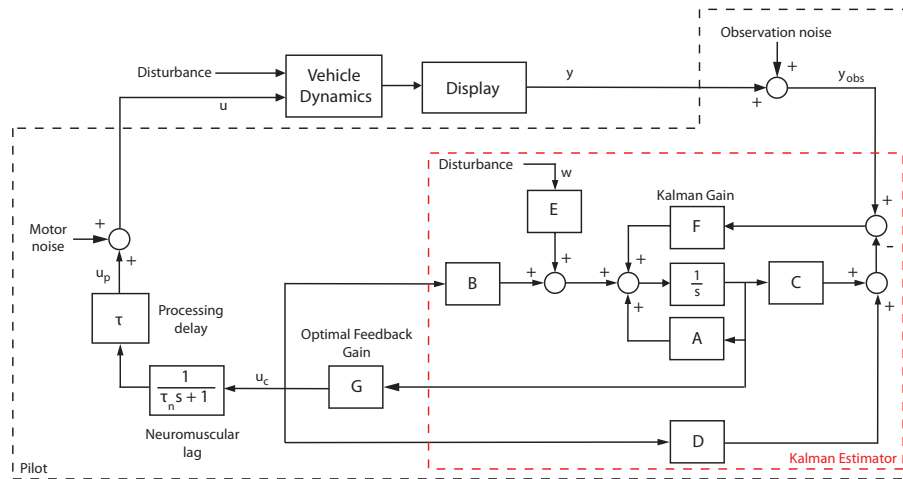 Observation noise
+
Disturbance
Vehicle
Dynamics
Display
y
+
y_obs
u
Disturbance
w
E
Kalman Gain
F
+
-
Motor
noise
+
+
u_p
τ
Processing
delay
B
+
+
+
+
+
1
s
C
+
+
A
Optimal Feedback
Gain
u_c
G
1
τ_n s + 1
Neuromuscular
lag
D
Pilot
Kalman Estimator